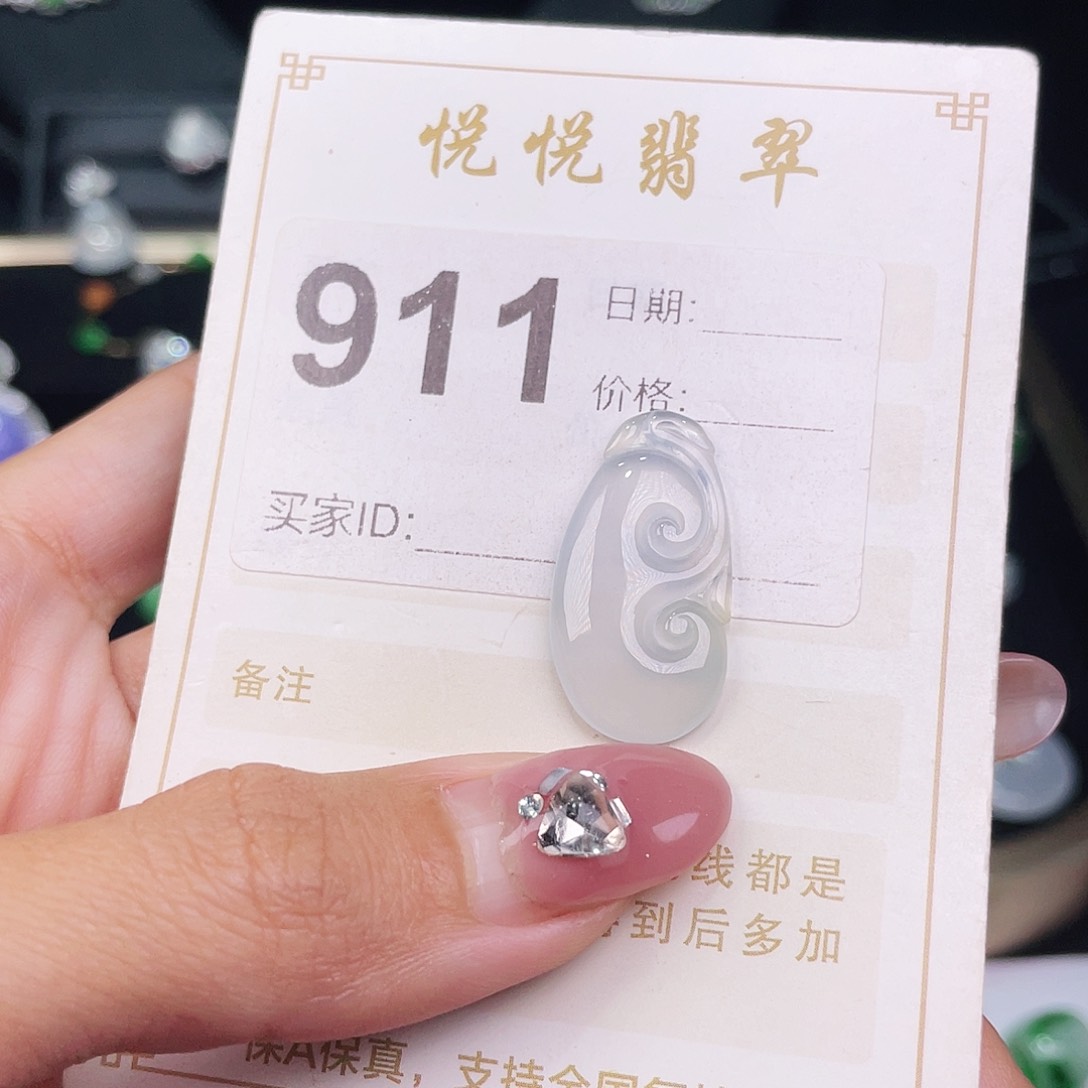 悦悦翡翠
911
日期:
价格:
买家ID:
备注
线都是
到后多加
保A保真，支持全国